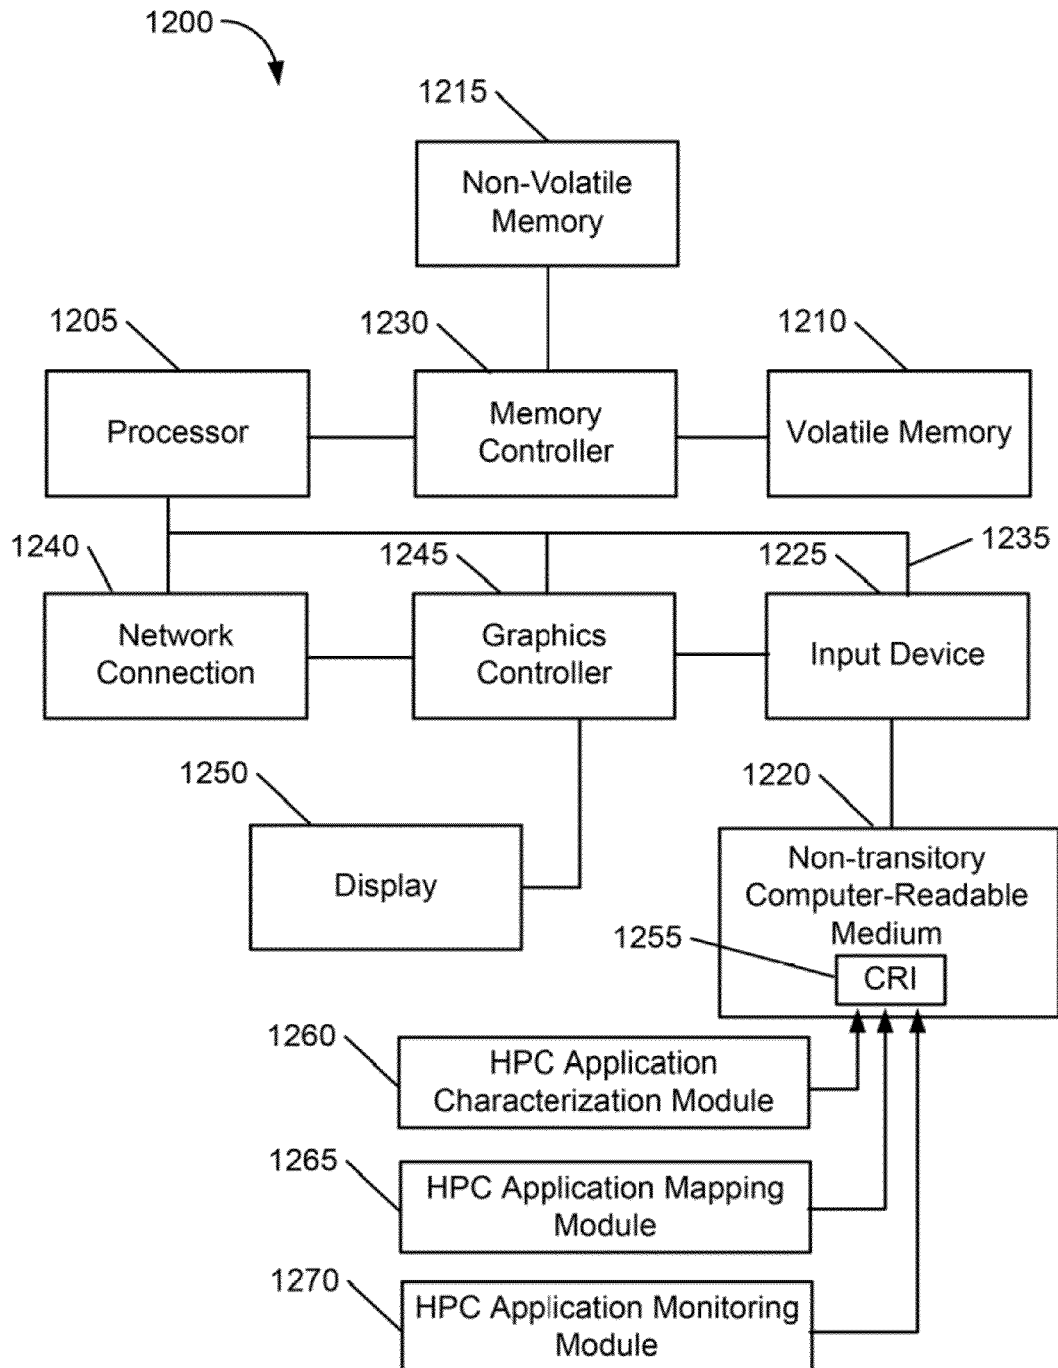 1200
1215
Non-Volatile
Memory
1205
1230
1210
Processor
Memory
Controller
Volatile Memory
1240
1245
1225
1235
Network
Connection
Graphics
Controller
Input Device
1250
1220
Display
Non-transitory
Computer-Readable
Medium
1255
CRI
1260
HPC Application
Characterization Module
1265
HPC Application Mapping
Module
1270
HPC Application Monitoring
Module